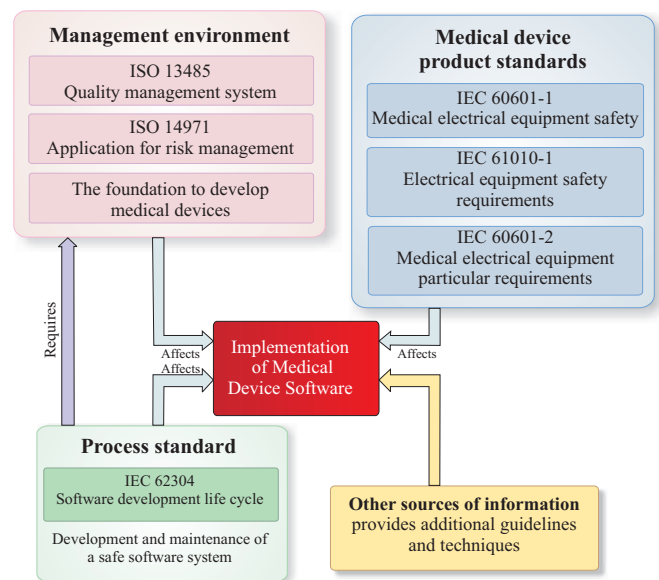 Management environment
ISO 13485
Quality management system
ISO 14971
Application for risk management
The foundation to develop
medical devices
Medical device
product standards
IEC 60601-1
Medical electrical equipment safety
IEC 61010-1
Electrical equipment safety
requirements
IEC 60601-2
Medical electrical equipment
particular requirements
Requires
Affects
Affects
Affects
Implementation
of Medical
Device Software
Process standard
IEC 62304
Software development life cycle
Development and maintenance of
a safe software system
Other sources of information
provides additional guidelines
and techniques